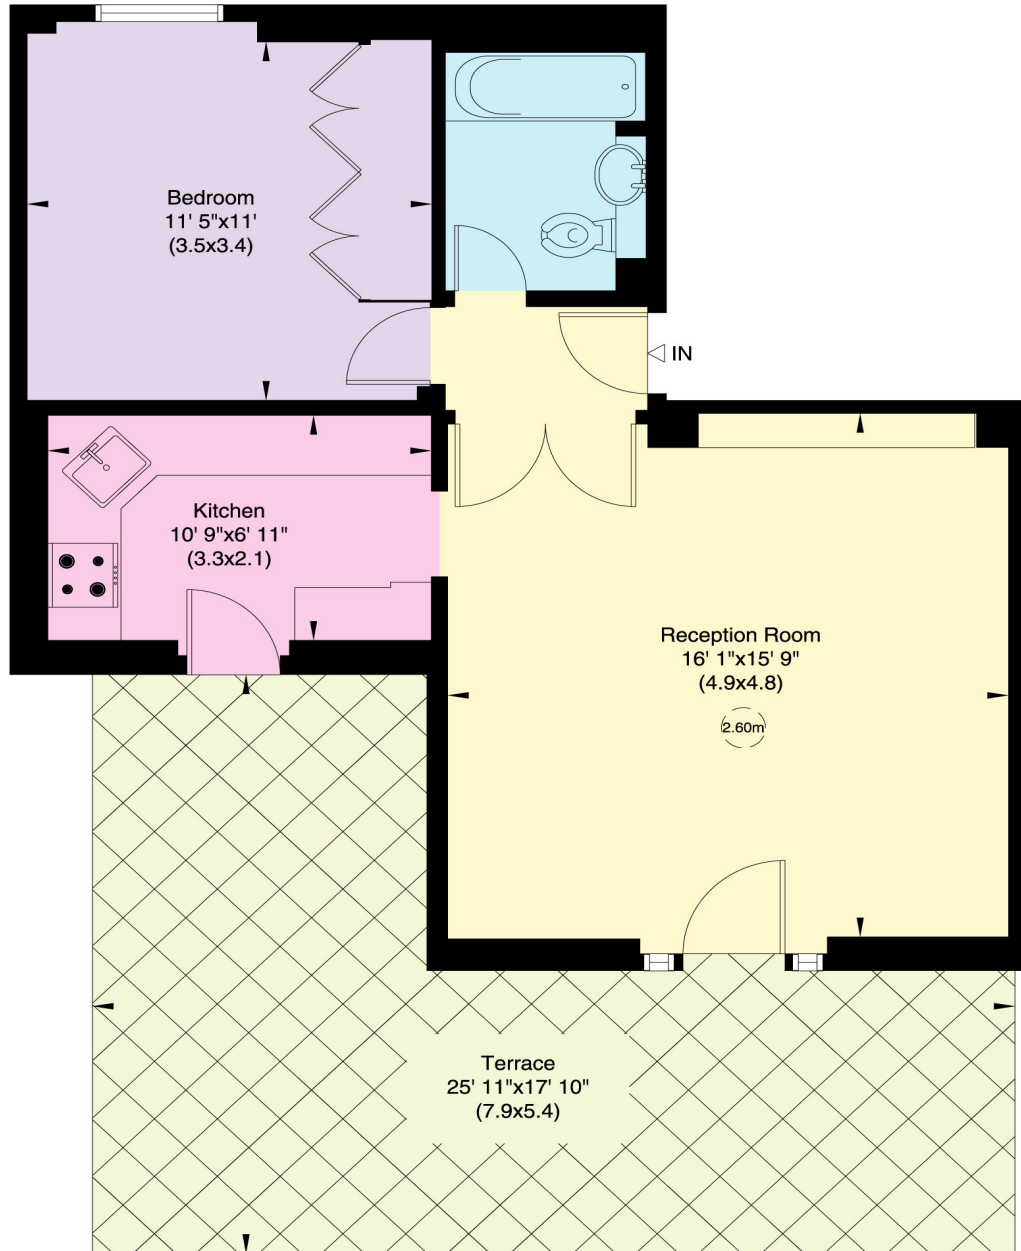 Bedroom
11' 5"x11'
(3.5x3.4)
IN
Kitchen
10' 9"x6' 11"
(3.3x2.1)
Reception Room
16' 1"x15' 9"
(4.9x4.8)
2.60m
Terrace
25' 11"x17' 10"
(7.9x5.4)